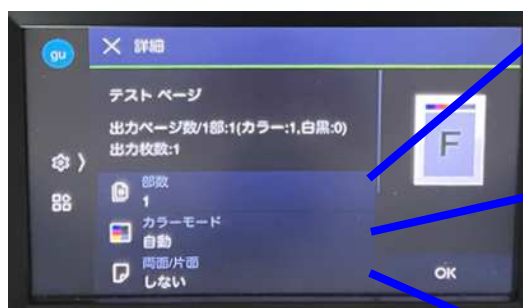 gu
詳細
テスト ページ
出力ページ数/1部:1(カラー:1,白黒:0)
出力枚数:1
部数
1
カラーモード
自動
両面/片面
しない
F
OK